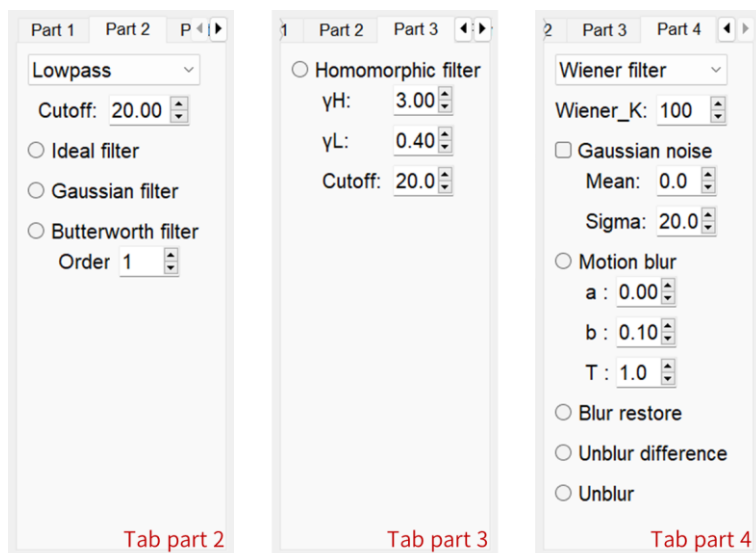 Part 1 Part 2 P
Lowpass
Cutoff: 20.00
Ideal filter
Gaussian filter
Butterworth filter
Order 1
Tab part 2
1 Part 2 Part 3
Homomorphic filter
γH: 3.00
γL: 0.40
Cutoff: 20.0
Tab part 3
2 Part 3 Part 4
Wiener filter
Wiener_K: 100
Gaussian noise
Mean: 0.0
Sigma: 20.0
Motion blur
a : 0.00
b : 0.10
T : 1.0
Blur restore
Unblur difference
Unblur
Tab part 4